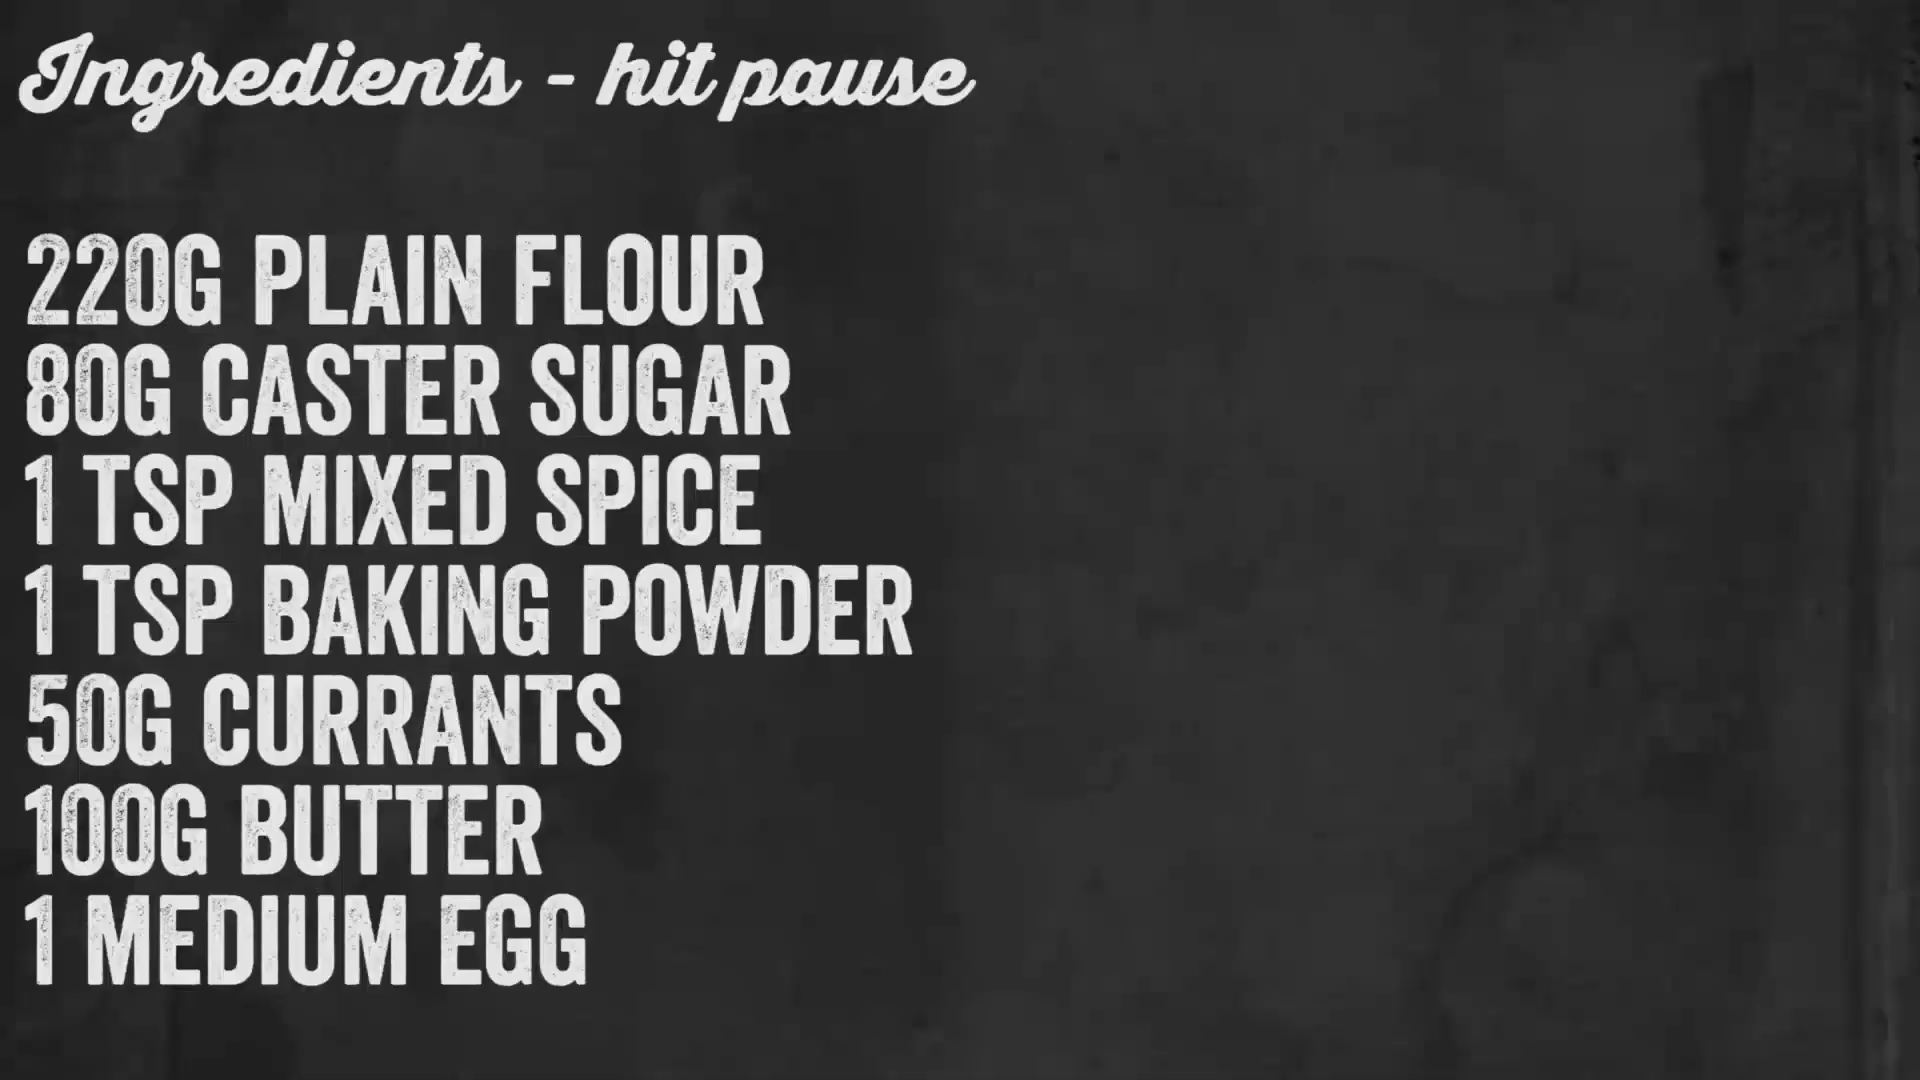 Ingredients - hit pause
220G PLAIN FLOUR
80G CASTER SUGAR
1 TSP MIXED SPICE
1 TSP BAKING POWDER
50G CURRANTS
100G BUTTER
1 MEDIUM EGG